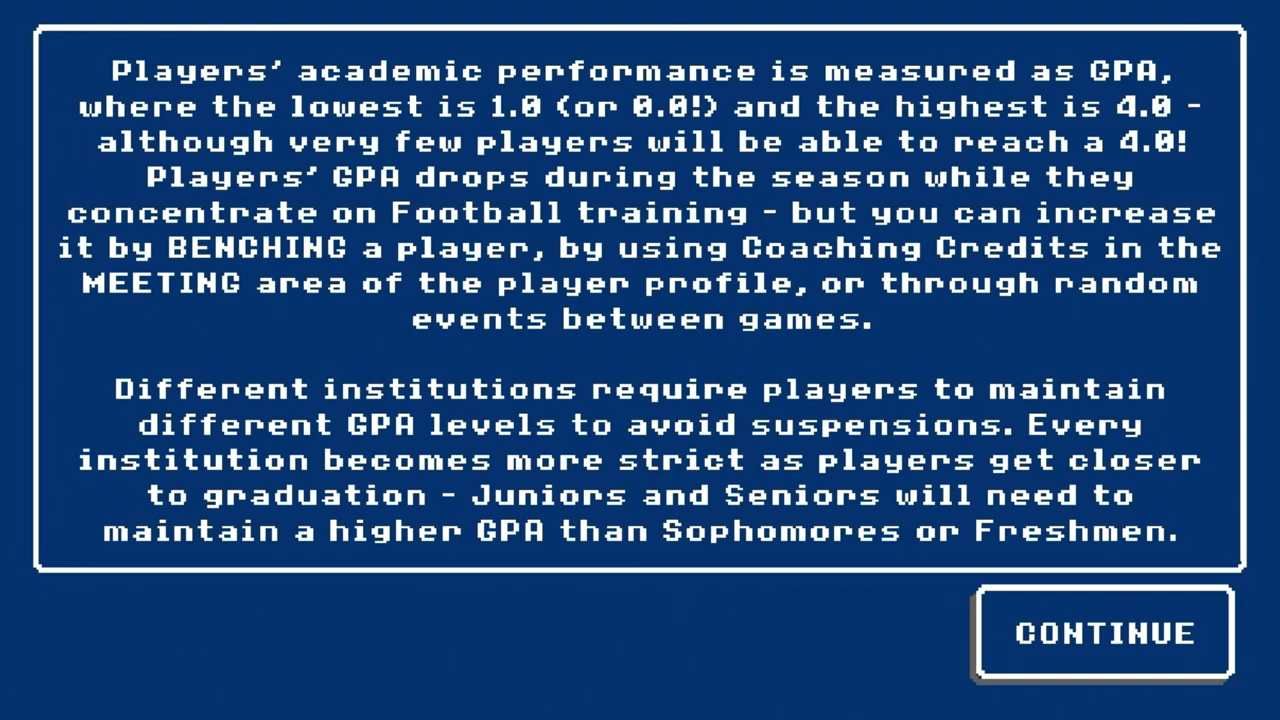 Players' academic performance is measured as GPA,
where the lowest is 1.0 (or 0.0!) and the highest is 4.0 -
although very few players will be able to reach a 4.0!
Players' GPA drops during the season while they
concentrate on Football training - but you can increase
it by BENCHING a player, by using Coaching Credits in the
MEETING area of the player profile, or through random
events between games.
Different institutions require players to maintain
different GPA levels to avoid suspensions. Every
institution becomes more strict as players get closer
to graduation - Juniors and Seniors will need to
maintain a higher GPA than Sophomores or Freshmen.
CONTINUE